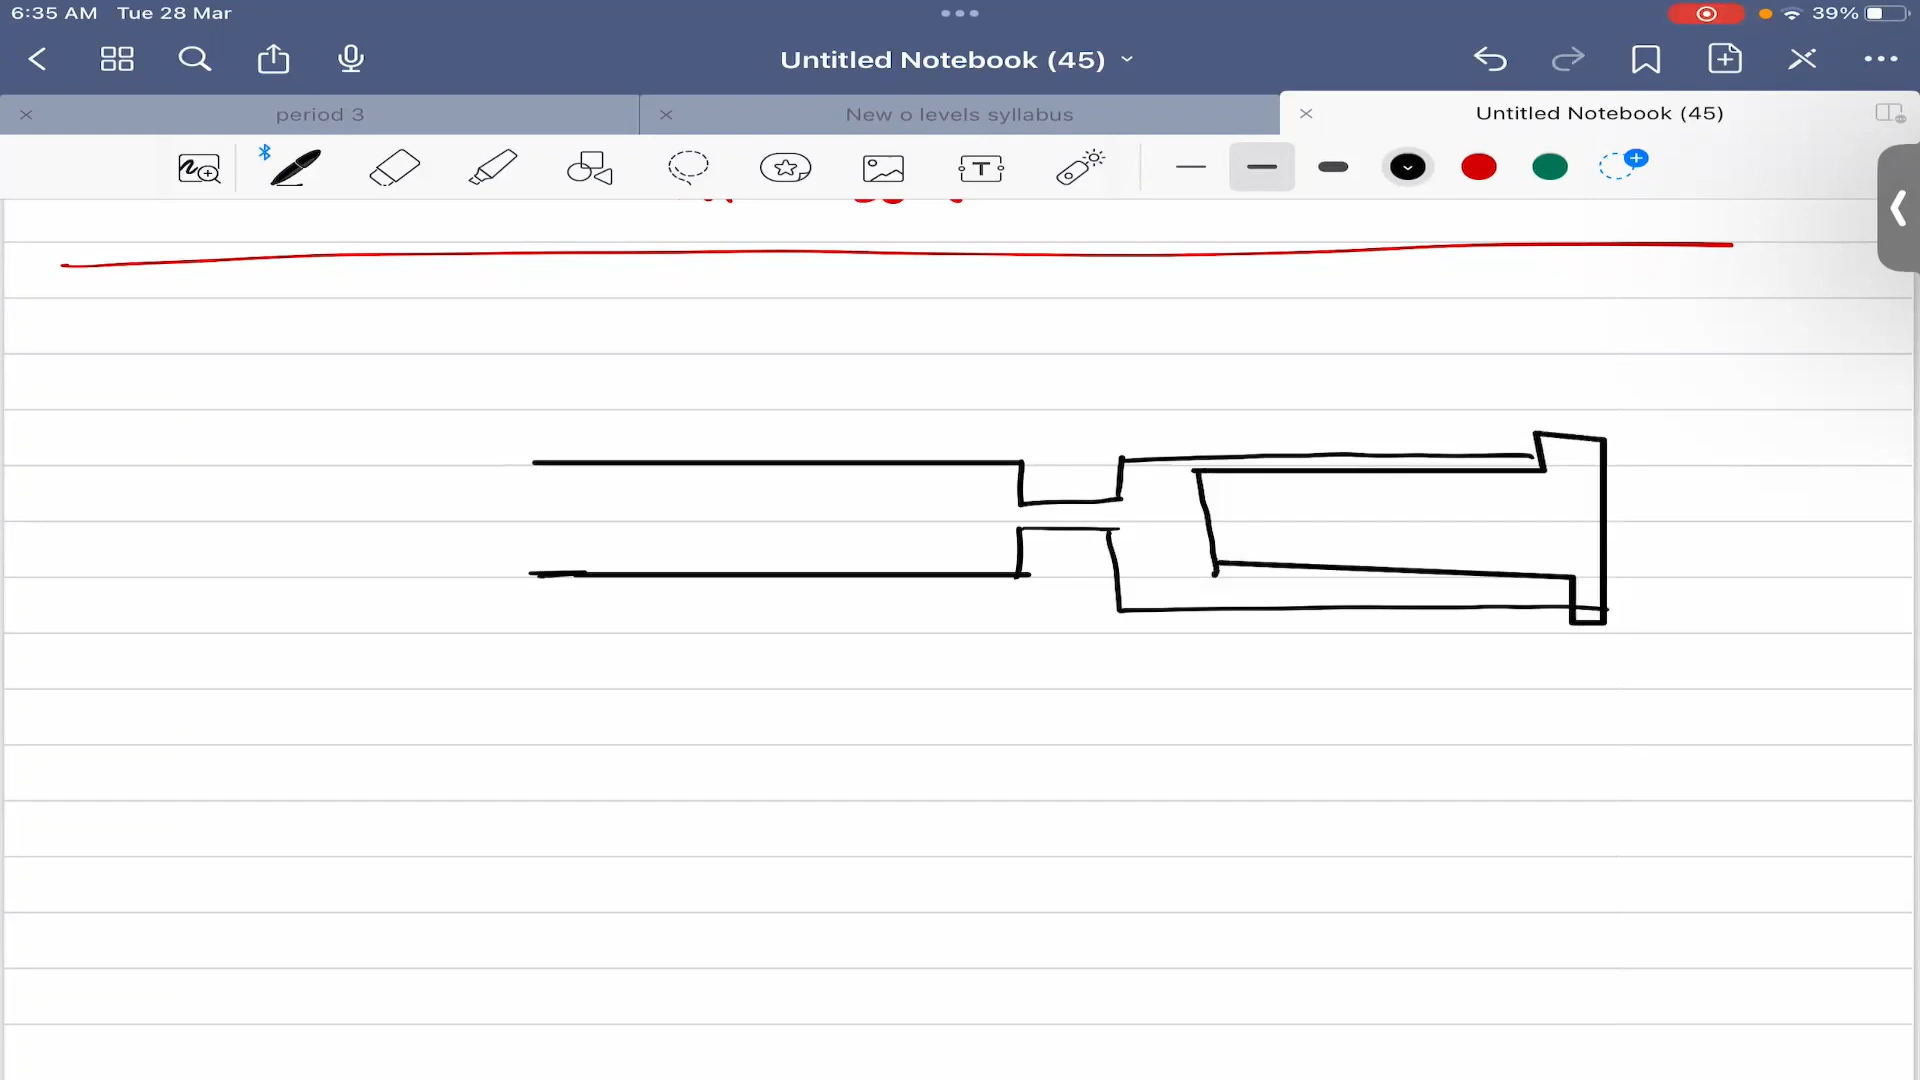 6:35 AM Tue 28 Mar
39%
Untitled Notebook (45)
period 3
New o levels syllabus
Untitled Notebook (45)
T